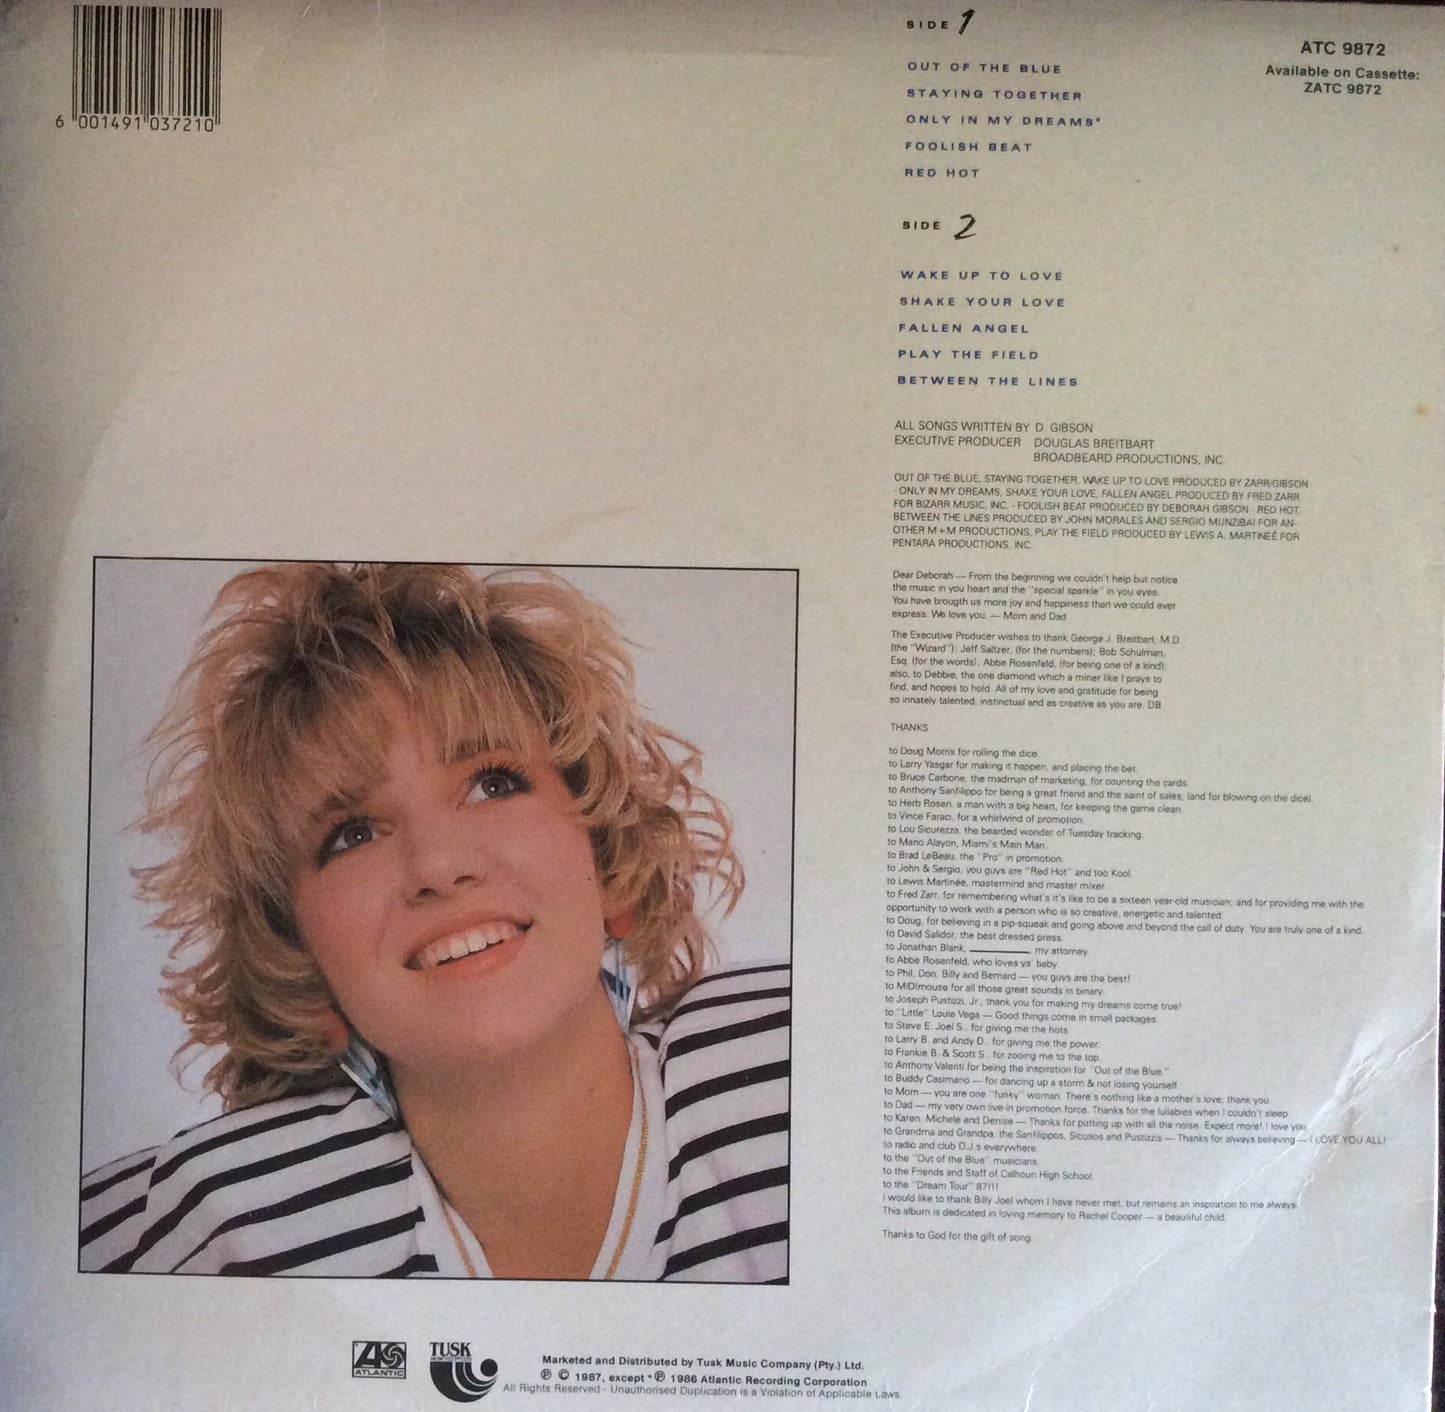 6 001491 037210
SIDE 1
OUT OF THE BLUE
STAYING TOGETHER
ONLY IN MY DREAMS*
FOOLISH BEAT
RED HOT
ATC 9872
Available on Cassette:
ZATC 9872
SIDE 2
WAKE UP TO LOVE
SHAKE YOUR LOVE
FALLEN ANGEL
PLAY THE FIELD
BETWEEN THE LINES
ALL SONGS WRITTEN BY D. GIBSON
EXECUTIVE PRODUCER DOUGLAS BREITBART
BROADBEARD PRODUCTIONS, INC.
OUT OF THE BLUE, STAYING TOGETHER, WAKE UP TO LOVE PRODUCED BY ZARR/GIBSON
- ONLY IN MY DREAMS, SHAKE YOUR LOVE, FALLEN ANGEL PRODUCED BY FRED ZARR
FOR BIZARR MUSIC, INC. - FOOLISH BEAT PRODUCED BY DEBORAH GIBSON - RED HOT,
BETWEEN THE LINES PRODUCED BY JOHN MORALES AND SERGIO MUNZIBAI FOR AN-
OTHER M+M PRODUCTIONS, PLAY THE FIELD PRODUCED BY LEWIS A. MARTINEÉ FOR
PENTARA PRODUCTIONS, INC.
Dear Deborah — From the beginning we couldn't help but notice
the music in you heart and the "special sparkle" in you eyes.
You have brougth us more joy and happiness than we could ever
express. We love you. — Mom and Dad
The Executive Producer wishes to thank George J. Breitbart, M.D.
(the "Wizard"); Jeff Saltzer, (for the numbers); Bob Schulman,
Esq. (for the words); Abbe Rosenfeld, (for being one of a kind);
also, to Debbie, the one diamond which a miner like I prays to
find, and hopes to hold. All of my love and gratitude for being
so innately talented, instinctual and as creative as you are. DB
THANKS
to Doug Morris for rolling the dice.
to Larry Yasgar for making it happen, and placing the bet.
to Bruce Carbone, the madman of marketing, for counting the cards.
to Anthony Sanfilippo for being a great friend and the saint of sales, (and for blowing on the dice).
to Herb Rosen, a man with a big heart, for keeping the game clean.
to Vince Faraci, for a whirlwind of promotion.
to Lou Sicurezza, the bearded wonder of Tuesday tracking.
to Mario Alayon, Miami's Main Man.
to Brad LeBeau, the "Pro" in promotion.
to John & Sergio, you guys are "Red Hot" and too Kool.
to Lewis Martinée, mastermind and master mixer.
to Fred Zarr, for remembering what's it's like to be a sixteen year-old musician; and for providing me with the
opportunity to work with a person who is so creative, energetic and talented.
to Doug, for believing in a pip-squeak and going above and beyond the call of duty. You are truly one of a kind.
to David Salidor, the best dressed press.
to Jonathan Blank, ________, my attorney.
to Abbe Rosenfeld, who loves ya' baby.
to Phil, Don, Billy and Bernard — you guys are the best!
to MIDImouse for all those great sounds in binary.
to Joseph Pustizzi, Jr., thank you for making my dreams come true!
to "Little" Louie Vega — Good things come in small packages.
to Steve E. Joel S., for giving me the hots
to Larry B. and Andy D., for giving me the power.
to Frankie B. & Scott S., for zooing me to the top.
to Anthony Valenti for being the inspiration for "Out of the Blue."
to Buddy Casimano — for dancing up a storm & not losing yourself.
to Mom — you are one "funky" woman. There's nothing like a mother's love, thank you.
to Dad — my very own live-in promotion force. Thanks for the lullabies when I couldn't sleep.
to Karen, Michele and Denise — Thanks for putting up with all the noise. Expect more! I love you.
to Grandma and Grandpa, the Sanfilippos, Sicusos and Pustizzis — Thanks for always believing — I LOVE YOU ALL!
to radio and club D.J.s everywhere.
to the "Out of the Blue" musicians.
to the Friends and Staff of Calhoun High School.
to the "Dream Tour" 87!!!
I would like to thank Billy Joel whom I have never met, but remains an inspiration to me always.
This album is dedicated in loving memory to Rachel Cooper — a beautiful child.
Thanks to God for the gift of song.
ATLANTIC
TUSK
Marketed and Distributed by Tusk Music Company (Pty.) Ltd.
℗ © 1987, except *℗ 1986 Atlantic Recording Corporation
All Rights Reserved - Unauthorised Duplication is a Violation of Applicable Laws.